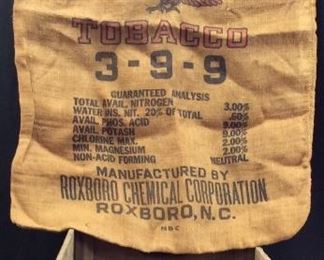 TOBACCO
3-9-9
GUARANTEED ANALYSIS
TOTAL AVAIL. NITROGEN 3.00%
WATER INS. NIT. 20% OF TOTAL .60%
AVAIL. PHOS. ACID 9.00%
AVAIL. POTASH 9.00%
CHLORINE MAX. 2.00%
MIN. MAGNESIUM 2.00%
NON-ACID FORMING NEUTRAL
MANUFACTURED BY
ROXBORO CHEMICAL CORPORATION
ROXBORO, N.C.
NBC